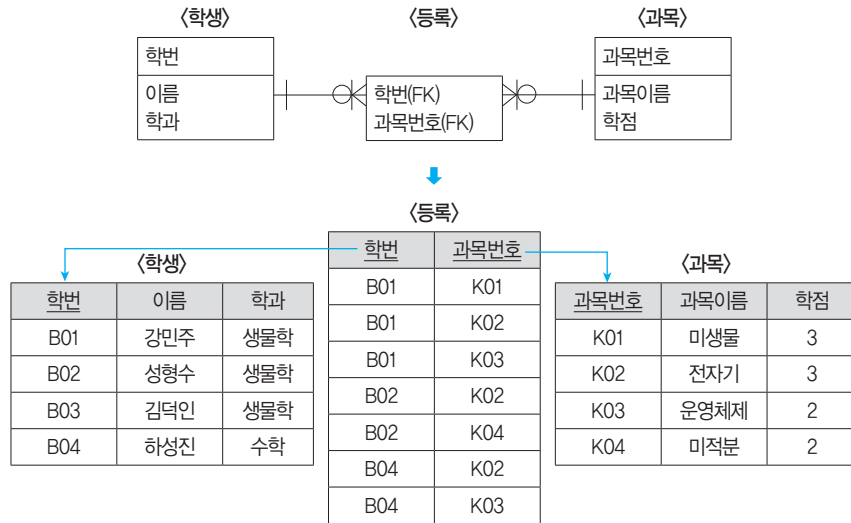 〈학생〉 〈등록〉 〈과목〉
학번
이름
학과
학번(FK)
과목번호(FK)
과목번호
과목이름
학점
〈등록〉
학번 과목번호
B01 K01
B01 K02
B01 K03
B02 K02
B02 K04
B04 K02
B04 K03
〈학생〉
학번 이름 학과
B01 강민주 생물학
B02 성형수 생물학
B03 김덕인 생물학
B04 하성진 수학
〈과목〉
과목번호 과목이름 학점
K01 미생물 3
K02 전자기 3
K03 운영체제 2
K04 미적분 2